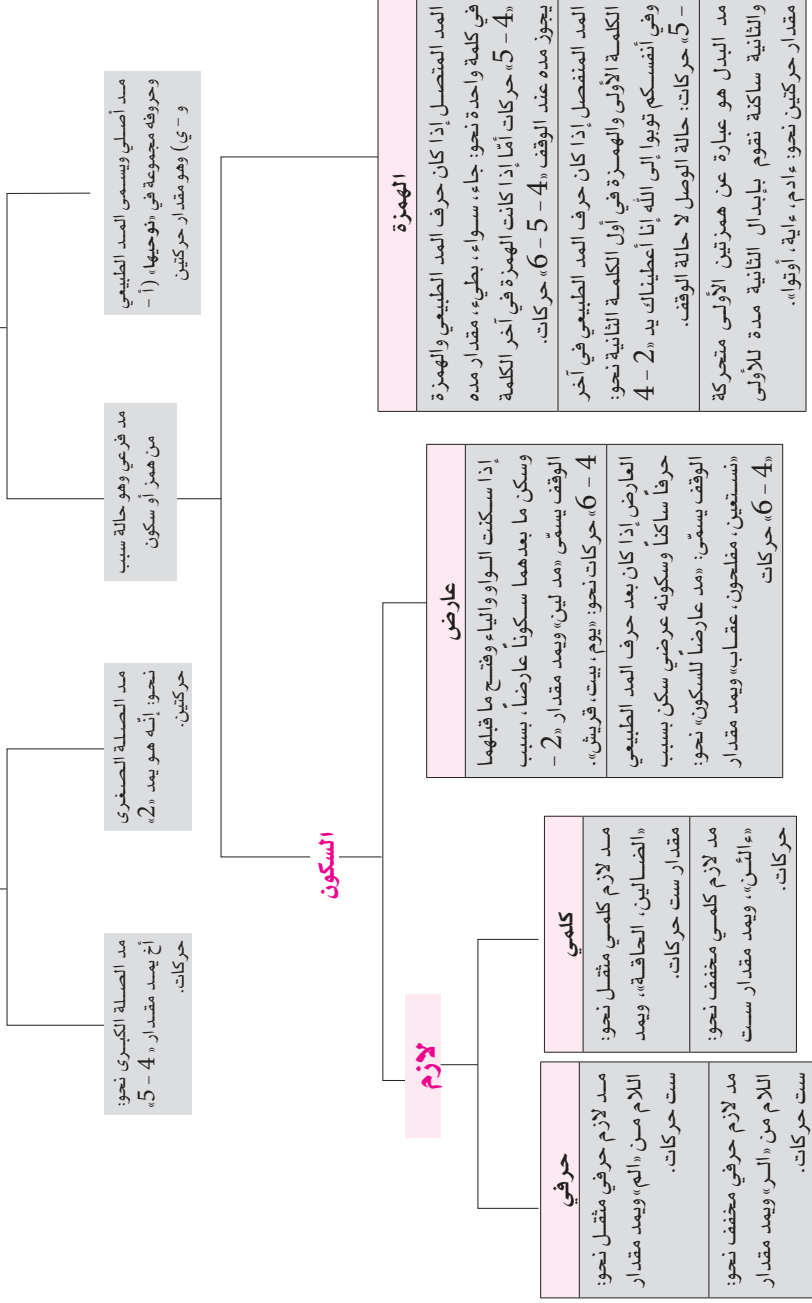 مد أصلي ويسمى المد الطبيعي
وحروفه مجموعة في «نوحيها» (أ -
و - ي) وهو مقدار حركتين
مد فرعي وهو حالة سبب
من همز أو سكون
مد الصلة الصغرى
نحو: إنّه هو يمد «2»
حركتين.
مد الصلة الكبرى نحو:
أخ يمد مقدار «4 - 5»
حركات.
الهمزة
المد المتصل إذا كان حرف المد الطبيعي والهمزة
في كلمة واحدة نحو: جاء، سواء، بطيء، مقدار مده
«4 - 5» حركات أمّا إذا كانت الهمزة في آخر الكلمة
يجوز مده عند الوقف «4 - 5 - 6» حركات.
المد المنفصل إذا كان حرف المد الطبيعي في آخر
الكلمة الأولى والهمزة في أول الكلمة الثانية نحو:
وفي أنفسكم توبوا إلى الله إنا أعطيناك يد «2 - 4
- 5» حركات: حالة الوصل لا حالة الوقف.
مد البدل هو عبارة عن همزتين الأولى متحركة
والثانية ساكنة نقوم بإبدال الثانية مدة للأولى
مقدار حركتين نحو: ءادم، ءاية، أوتوا».
السكون
عارض
إذا سكنت الواو والياء وفتح ما قبلهما
وسكن ما بعدهما سكوناً عارضاً، بسبب
الوقف يسمّى «مد لين» ويمد مقدار «2 -
4 - 6» حركات نحو: «يوم، بيت، قريش».
العارض إذا كان بعد حرف المد الطبيعي
حرفاً ساكناً وسكونه عرضي سكن بسبب
الوقف يسمّى: «مد عارضاً للسكون» نحو:
«نستعين، مفلحون، عقاب» ويمد مقدار
«4 - 6» حركات
لازم
كلمي
مد لازم كلمي مثقل نحو:
«الضالين، الحاقة»، ويمد
مقدار ست حركات.
مد لازم كلمي مخفف نحو:
«ءالئن»، ويمد مقدار ست
حركات.
حرفي
مد لازم حرفي مثقل نحو:
اللام من «الم» ويمد مقدار
ست حركات.
مد لازم حرفي مخفف نحو:
اللام من «الر» ويمد مقدار
ست حركات.